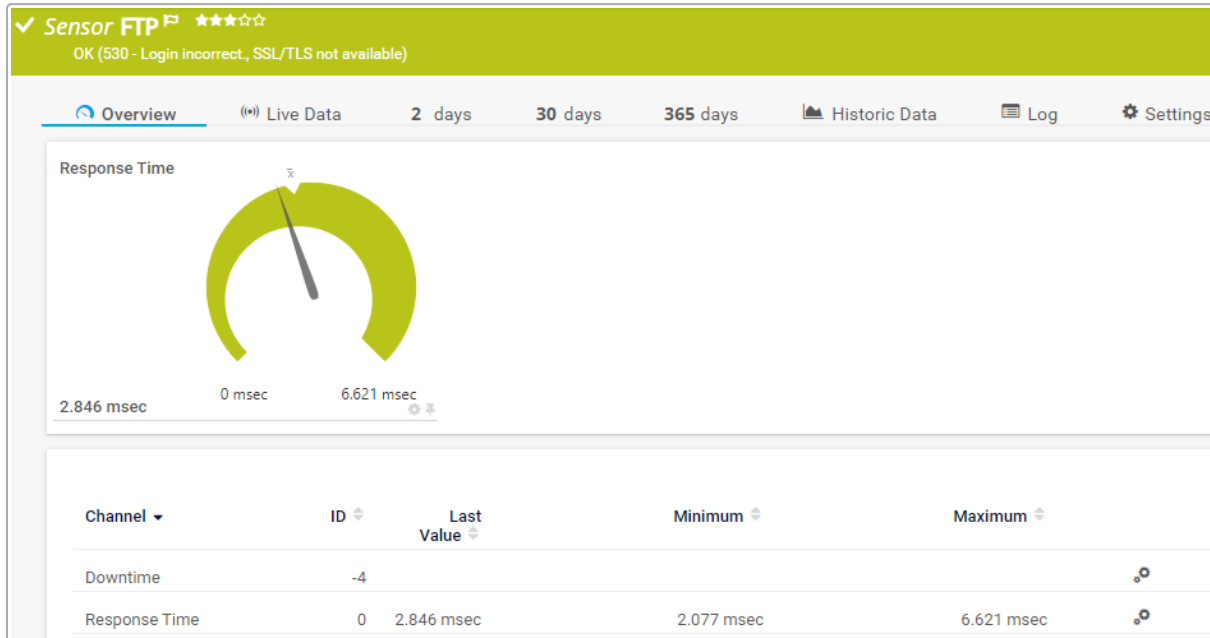 Sensor FTP
OK (530 - Login incorrect., SSL/TLS not available)
Overview Live Data 2 days 30 days 365 days Historic Data Log Settings
Response Time
x̄
0 msec 6.621 msec
2.846 msec
Channel ID Last Value Minimum Maximum
Downtime -4
Response Time 0 2.846 msec 2.077 msec 6.621 msec